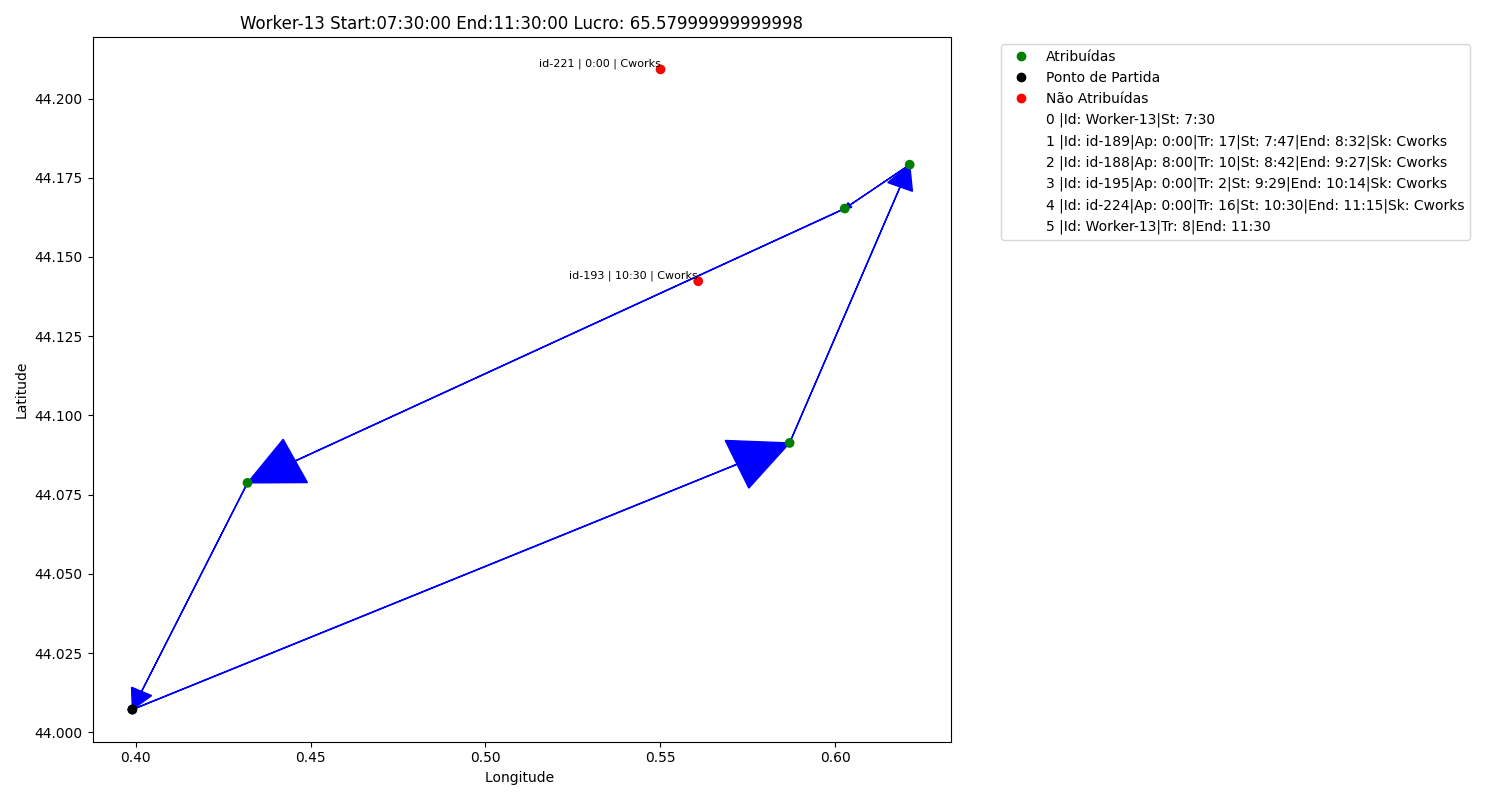 Worker-13 Start:07:30:00 End:11:30:00 Lucro: 65.57999999999998
id-221 | 0:00 | Cworks
id-193 | 10:30 | Cworks
44.200
44.175
44.150
44.125
44.100
44.075
44.050
44.025
44.000
Latitude
0.40
0.45
0.50
0.55
0.60
Longitude
Atribuídas
Ponto de Partida
Não Atribuídas
0 |Id: Worker-13|St: 7:30
1 |Id: id-189|Ap: 0:00|Tr: 17|St: 7:47|End: 8:32|Sk: Cworks
2 |Id: id-188|Ap: 8:00|Tr: 10|St: 8:42|End: 9:27|Sk: Cworks
3 |Id: id-195|Ap: 0:00|Tr: 2|St: 9:29|End: 10:14|Sk: Cworks
4 |Id: id-224|Ap: 0:00|Tr: 16|St: 10:30|End: 11:15|Sk: Cworks
5 |Id: Worker-13|Tr: 8|End: 11:30